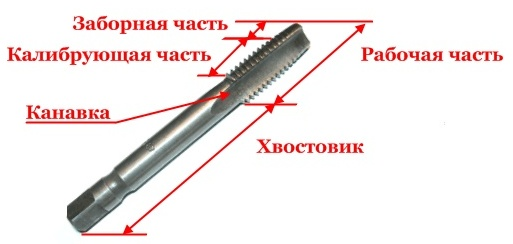 Заборная часть
Калибрующая часть
Рабочая часть
Канавка
Хвостовик